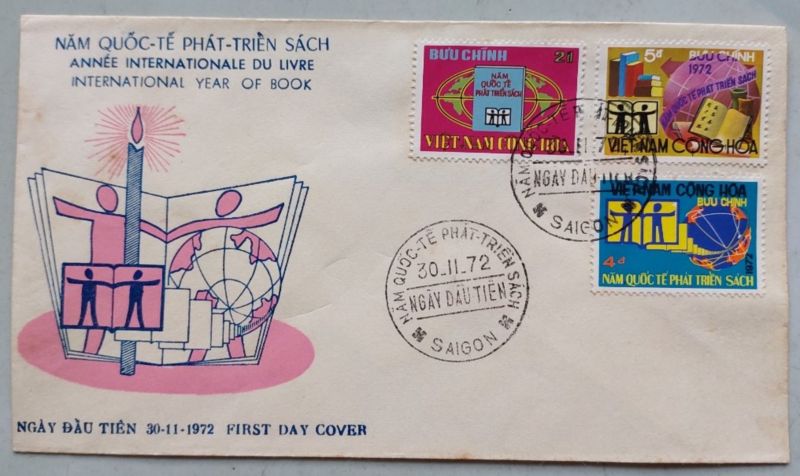 NĂM QUỐC-TẾ PHÁT-TRIỂN SÁCH
ANNÉE INTERNATIONALE DU LIVRE
INTERNATIONAL YEAR OF BOOK
BƯU CHÍNH 2đ
NĂM
QUỐC TẾ
PHÁT TRIỂN SÁCH
VIỆT NAM CỘNG HÒA
5đ BƯU CHÍNH
1972
NĂM QUỐC TẾ PHÁT TRIỂN SÁCH
VIỆT NAM CỘNG HÒA
VIỆT NAM CỘNG HÒA
BƯU CHÍNH
4đ
1972
NĂM QUỐC TẾ PHÁT TRIỂN SÁCH
NĂM QUỐC-TẾ
NGÀY ĐẦU TIÊN
SAIGON
NĂM QUỐC-TẾ PHÁT-TRIỂN SÁCH
30_11_72
NGÀY ĐẦU TIÊN
SAIGON
NGÀY ĐẦU TIÊN 30-11-1972 FIRST DAY COVER